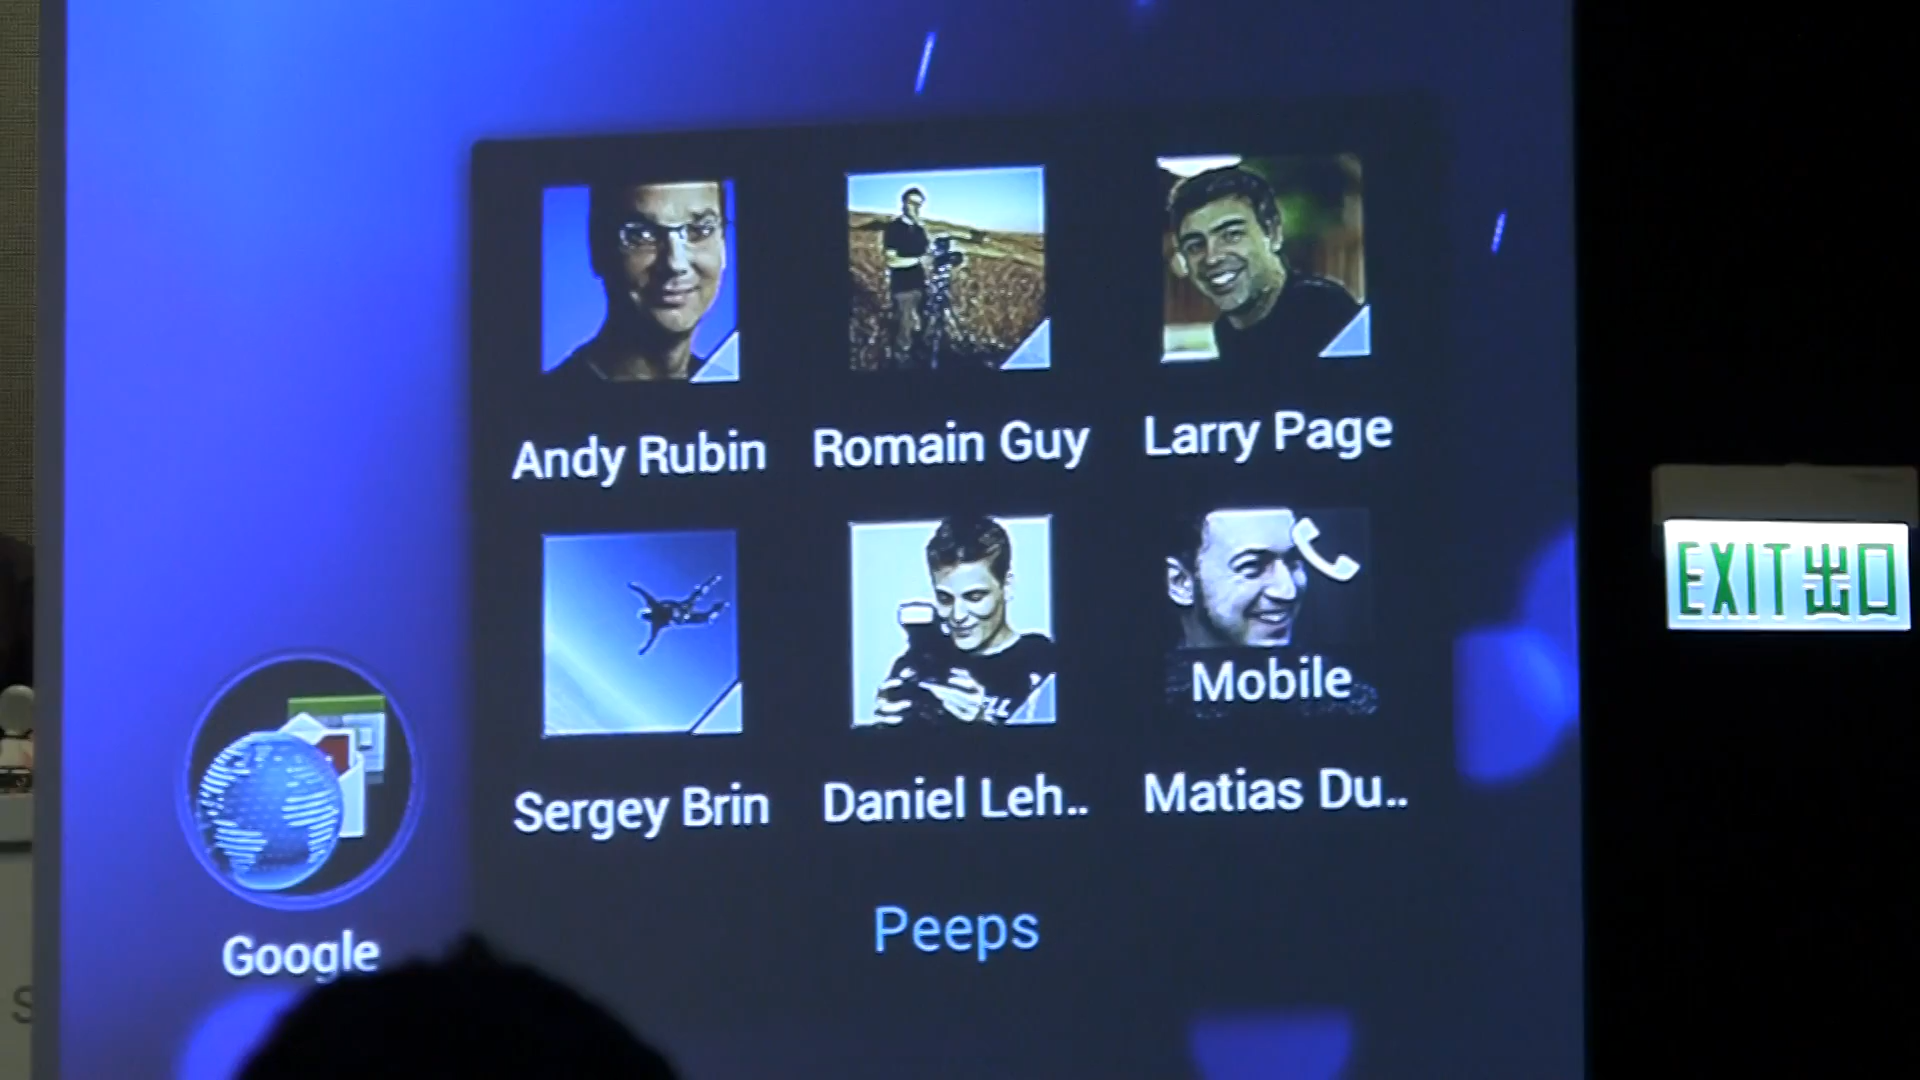 Andy Rubin
Romain Guy
Larry Page
Mobile
Sergey Brin
Daniel Leh..
Matias Du..
Peeps
Google
EXIT 出口
S